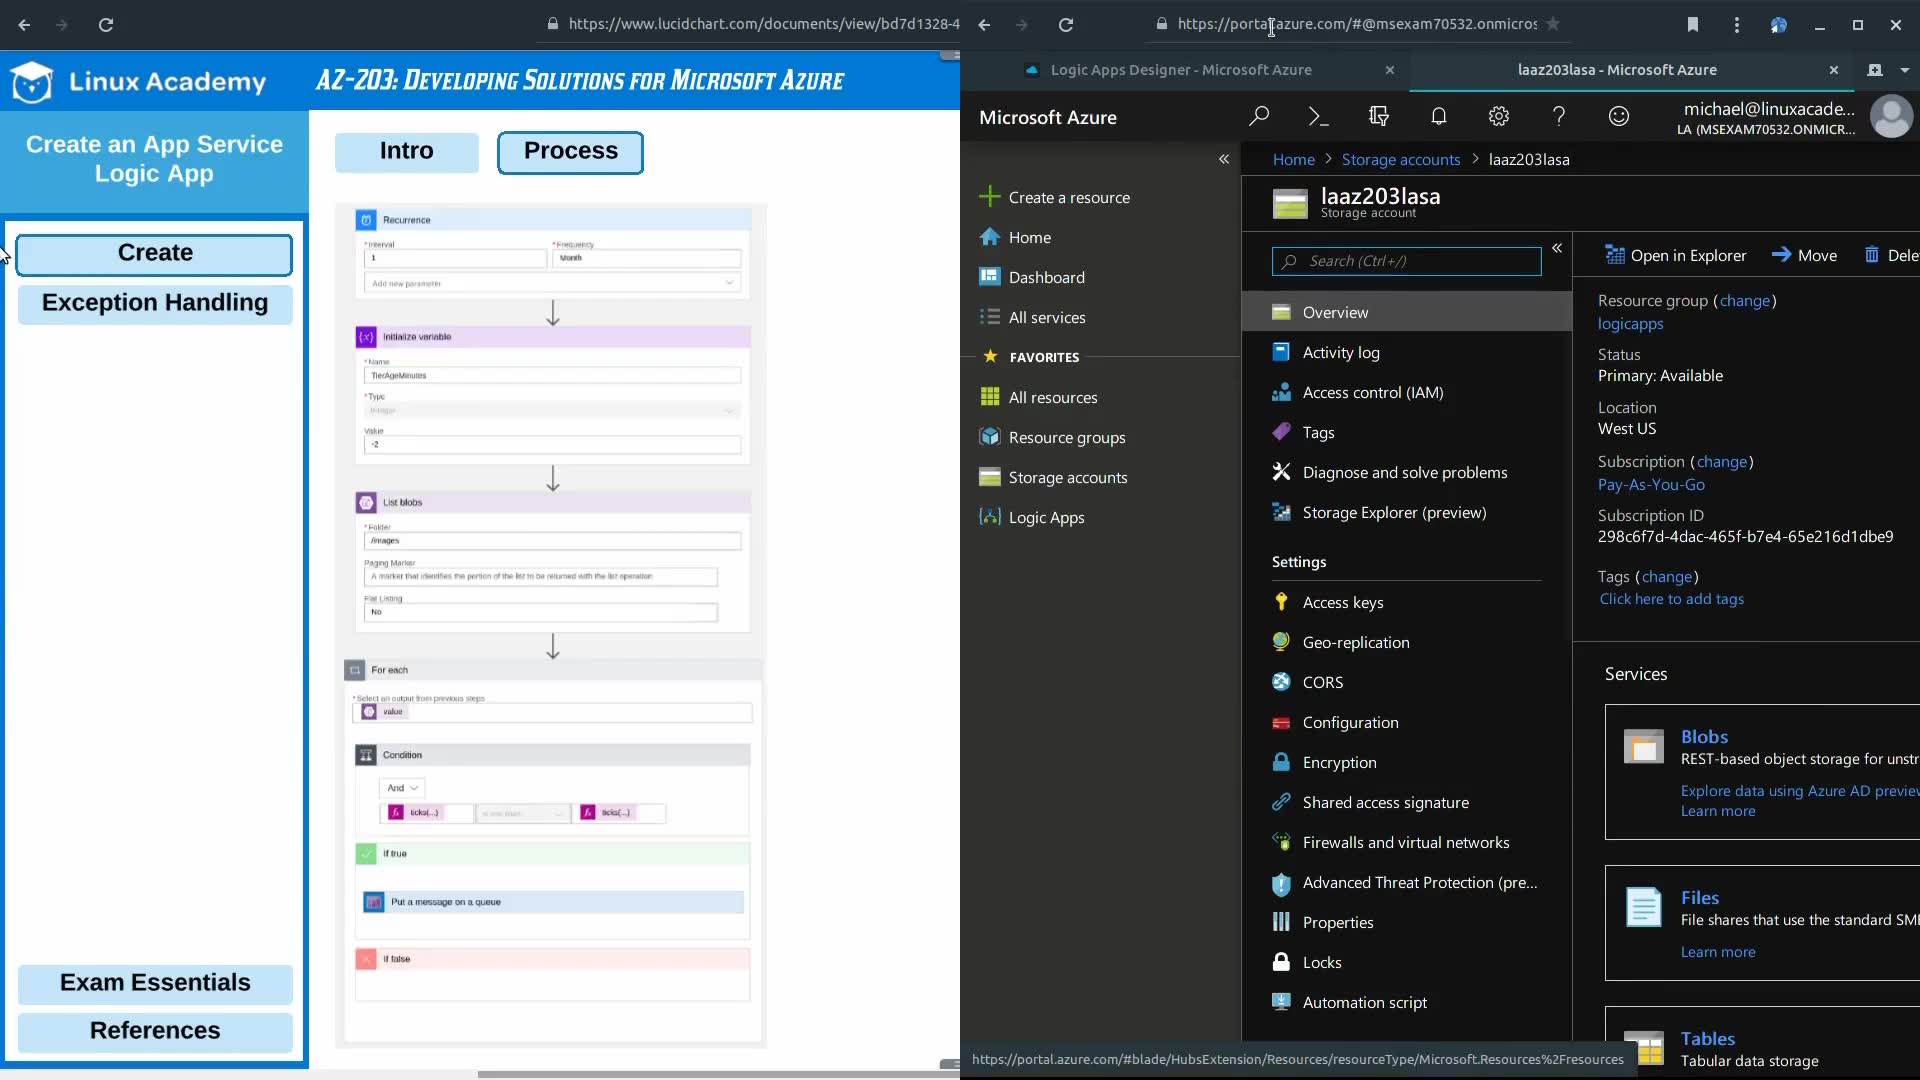 https://www.lucidchart.com/documents/view/bd7d1328-4
Linux Academy
AZ-203: Developing Solutions for Microsoft Azure
Create an App Service
Logic App
Create
Exception Handling
Exam Essentials
References
Intro
Process
Recurrence
*Interval
*Frequency
1
Month
Add new parameter
Initialize variable
*Name
TierAgeMinutes
*Type
Integer
Value
-2
List blobs
*Folder
/images
Paging Marker
A marker that identifies the portion of the list to be returned with the list operation
Flat Listing
No
For each
*Select an output from previous steps
value
Condition
And
ticks(...)
is less than
ticks(...)
If true
Put a message on a queue
If false
https://portal.azure.com/#@msexam70532.onmicros
Logic Apps Designer - Microsoft Azure
laaz203lasa - Microsoft Azure
Microsoft Azure
michael@linuxacade...
LA (MSEXAM70532.ONMICR...
Create a resource
Home
Dashboard
All services
FAVORITES
All resources
Resource groups
Storage accounts
Logic Apps
Home > Storage accounts > laaz203lasa
laaz203lasa
Storage account
Search (Ctrl+/)
Overview
Activity log
Access control (IAM)
Tags
Diagnose and solve problems
Storage Explorer (preview)
Settings
Access keys
Geo-replication
CORS
Configuration
Encryption
Shared access signature
Firewalls and virtual networks
Advanced Threat Protection (pre...
Properties
Locks
Automation script
Open in Explorer
Move
Dele
Resource group (change)
logicapps
Status
Primary: Available
Location
West US
Subscription (change)
Pay-As-You-Go
Subscription ID
298c6f7d-4dac-465f-b7e4-65e216d1dbe9
Tags (change)
Click here to add tags
Services
Blobs
REST-based object storage for unstr
Explore data using Azure AD preview
Learn more
Files
File shares that use the standard SME
Learn more
Tables
Tabular data storage
https://portal.azure.com/#blade/HubsExtension/Resources/resourceType/Microsoft.Resources%2Fresources